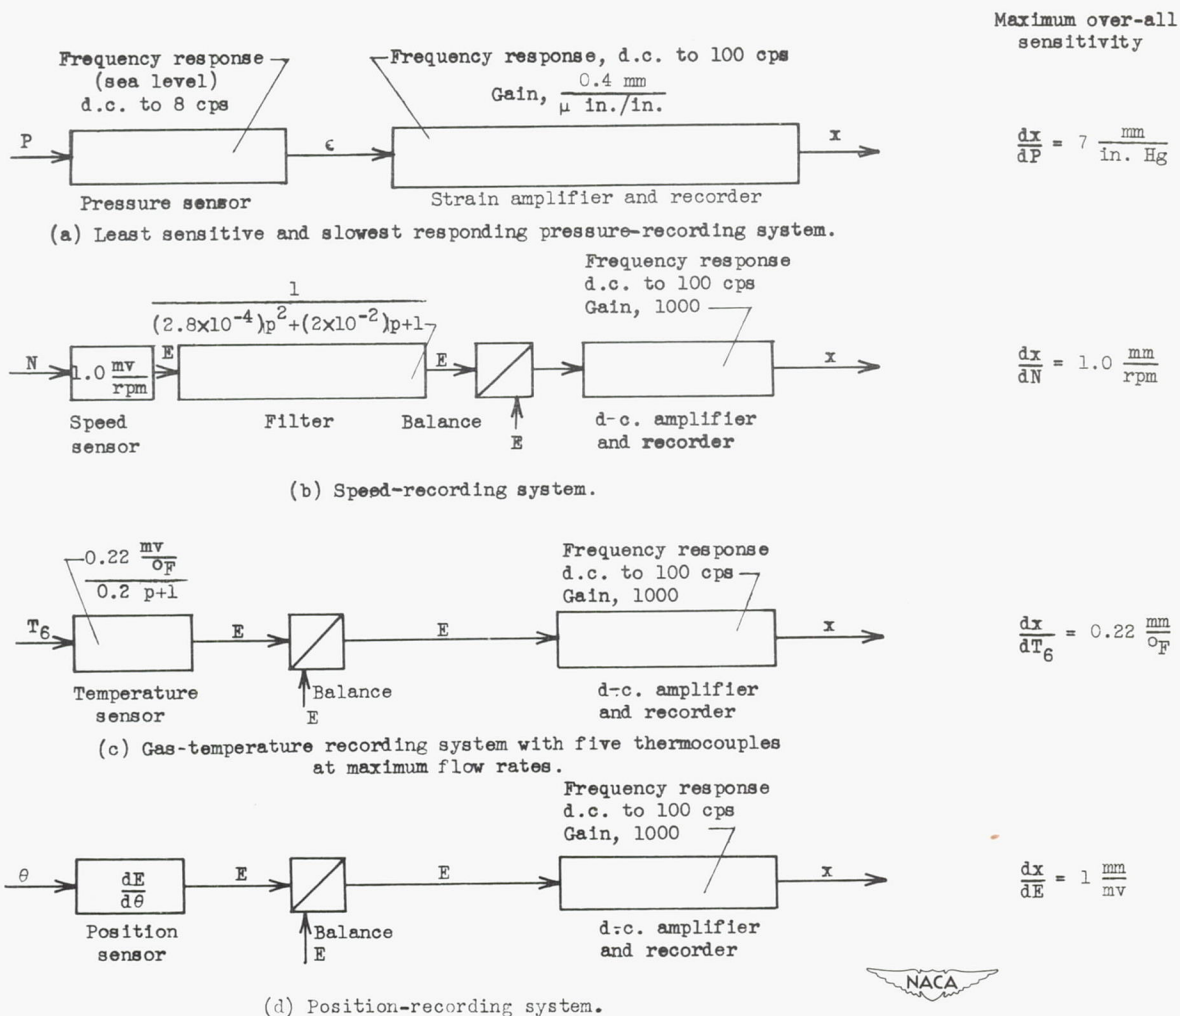 Maximum over-all
sensitivity
Frequency response
(sea level)
d.c. to 8 cps
Frequency response, d.c. to 100 cps
Gain, 0.4 mm / μ in./in.
P
ϵ
x
dx/dP = 7 mm/in. Hg
Pressure sensor
Strain amplifier and recorder
(a) Least sensitive and slowest responding pressure-recording system.
Frequency response
d.c. to 100 cps
Gain, 1000
1 / (2.8x10^-4)p^2+(2x10^-2)p+1
N
1.0 mv/rpm
E
E
x
dx/dN = 1.0 mm/rpm
Speed
sensor
Filter
Balance
E
d-c. amplifier
and recorder
(b) Speed-recording system.
0.22 mv/°F / 0.2 p+1
Frequency response
d.c. to 100 cps
Gain, 1000
T6
E
E
x
dx/dT6 = 0.22 mm/°F
Temperature
sensor
Balance
E
d-c. amplifier
and recorder
(c) Gas-temperature recording system with five thermocouples
at maximum flow rates.
Frequency response
d.c. to 100 cps
Gain, 1000
θ
dE/dθ
E
E
x
dx/dE = 1 mm/mv
Position
sensor
Balance
E
d-c. amplifier
and recorder
NACA
(d) Position-recording system.